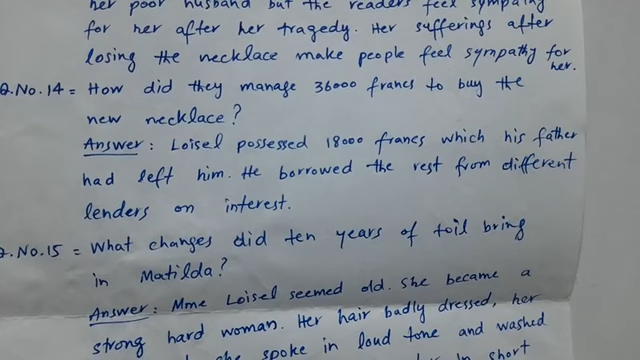 her poor husband but the readers feel sympathy
for her after her tragedy. Her sufferings after
losing the necklace make people feel sympathy for
her.
Q.No.14 = How did they manage 36000 francs to buy the
new necklace?
Answer: Loisel possessed 18000 francs which his father
had left him. He borrowed the rest from different
lenders on interest.
Q.No.15 = What changes did ten years of toil bring
in Matilda?
Answer: Mme Loisel seemed old. She became a
strong hard woman. Her hair badly dressed, her
she spoke in loud tone and washed
in short